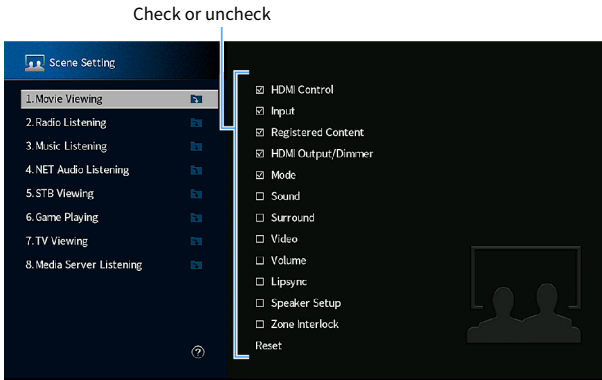 Check or uncheck
Scene Setting
1.Movie Viewing
2.Radio Listening
3.Music Listening
4.NET Audio Listening
5.STB Viewing
6.Game Playing
7.TV Viewing
8.Media Server Listening
?
HDMI Control
Input
Registered Content
HDMI Output/Dimmer
Mode
Sound
Surround
Video
Volume
Lipsync
Speaker Setup
Zone Interlock
Reset